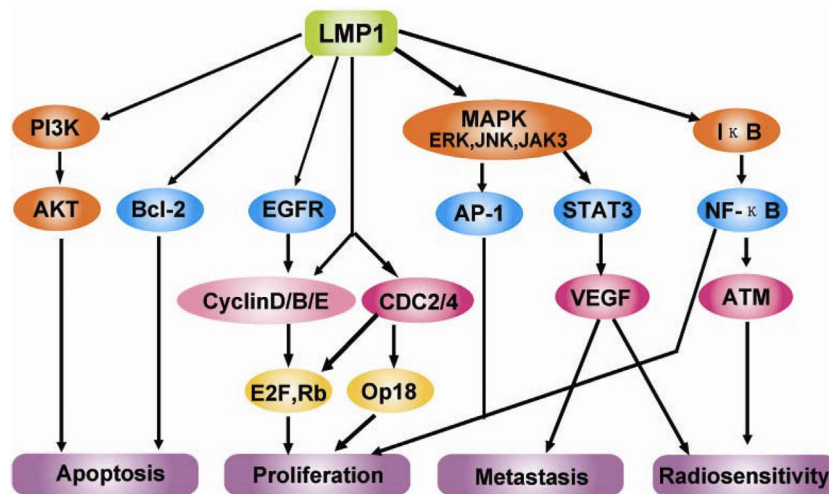 LMP1
PI3K
MAPK
ERK,JNK,JAK3
IκB
AKT
Bcl-2
EGFR
AP-1
STAT3
NF-κB
CyclinD/B/E
CDC2/4
VEGF
ATM
E2F,Rb
Op18
Apoptosis
Proliferation
Metastasis
Radiosensitivity